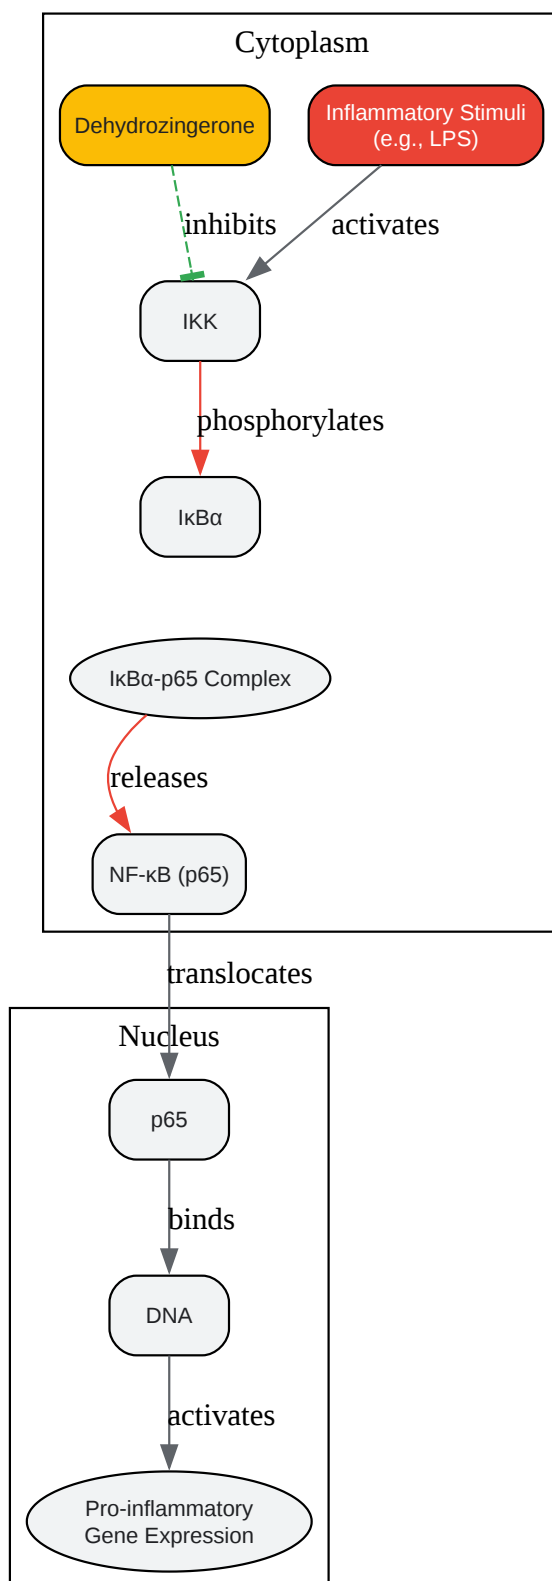 Cytoplasm
Dehydrozingerone
Inflammatory Stimuli
(e.g., LPS)
inhibits
activates
IKK
phosphorylates
IκBα
IκBα-p65 Complex
releases
NF-κB (p65)
translocates
Nucleus
p65
binds
DNA
activates
Pro-inflammatory
Gene Expression